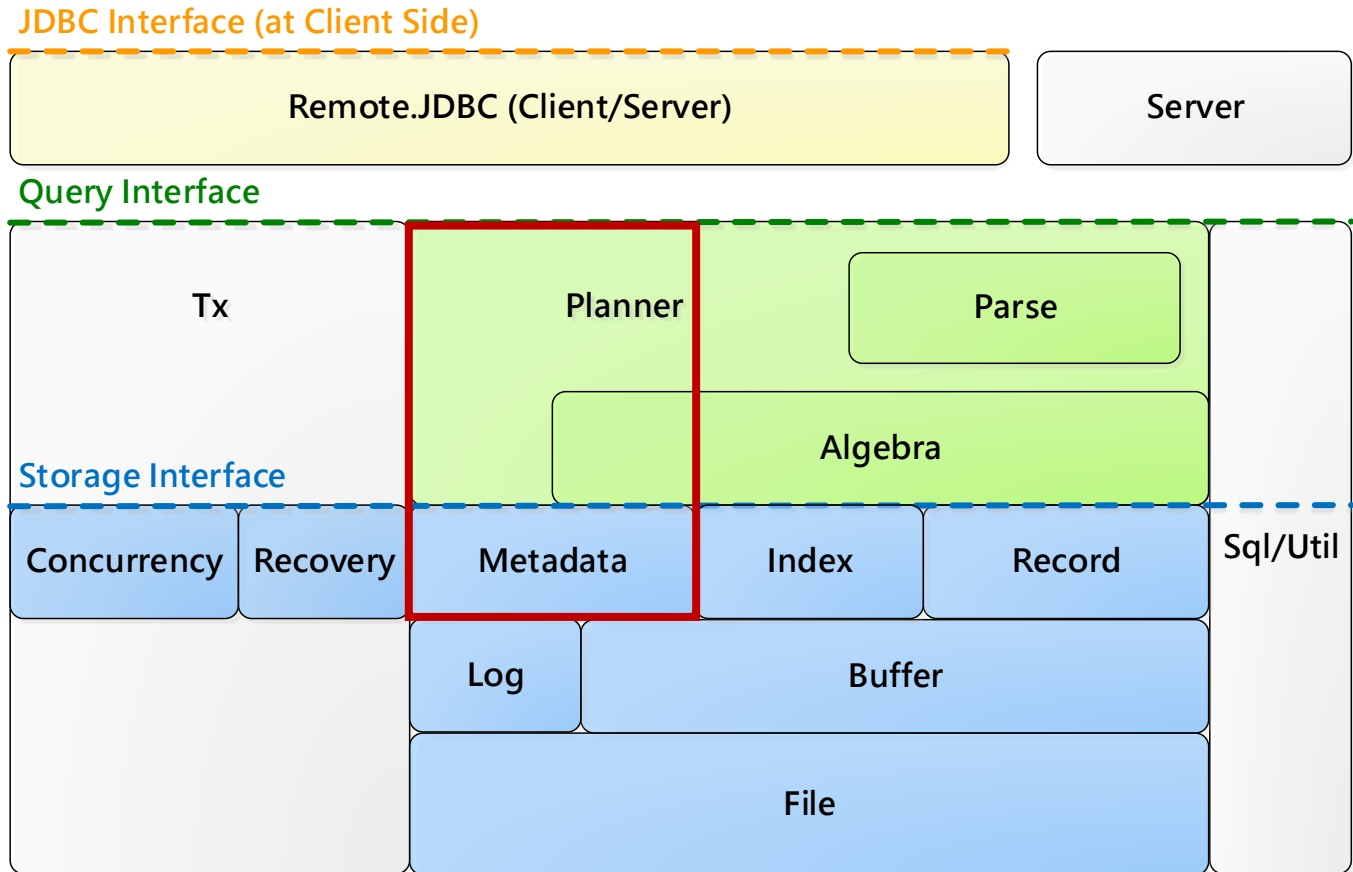 JDBC Interface (at Client Side)
Remote.JDBC (Client/Server)
Server
Query Interface
Tx
Planner
Parse
Algebra
Storage Interface
Concurrency
Recovery
Metadata
Index
Record
Sql/Util
Log
Buffer
File